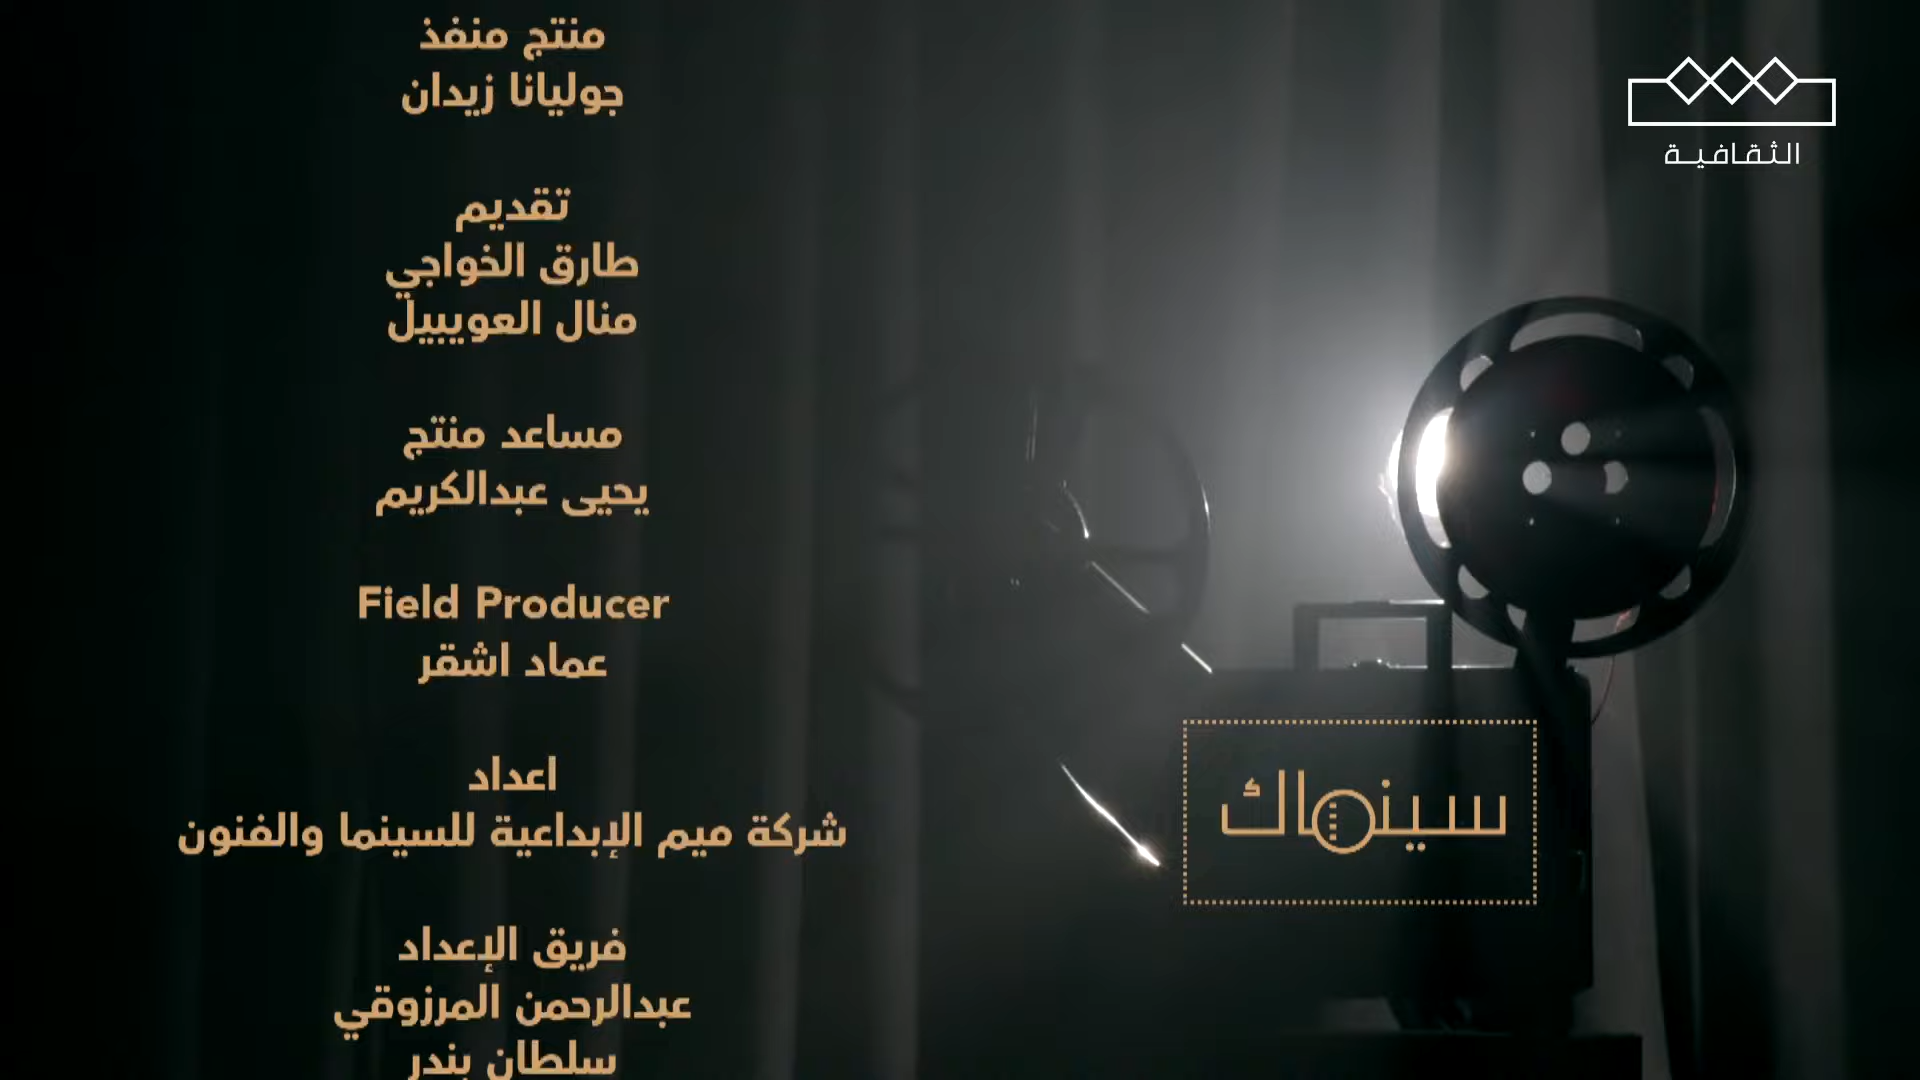 منتج منفذ
جوليانا زيدان
تقديم
طارق الخواجي
منال العويبيل
مساعد منتج
يحيى عبدالكريم
Field Producer
عماد اشقر
اعداد
شركة ميم الإبداعية للسينما والفنون
فريق الإعداد
عبدالرحمن المرزوقي
سلطان بندر
الثقافية
سينماك